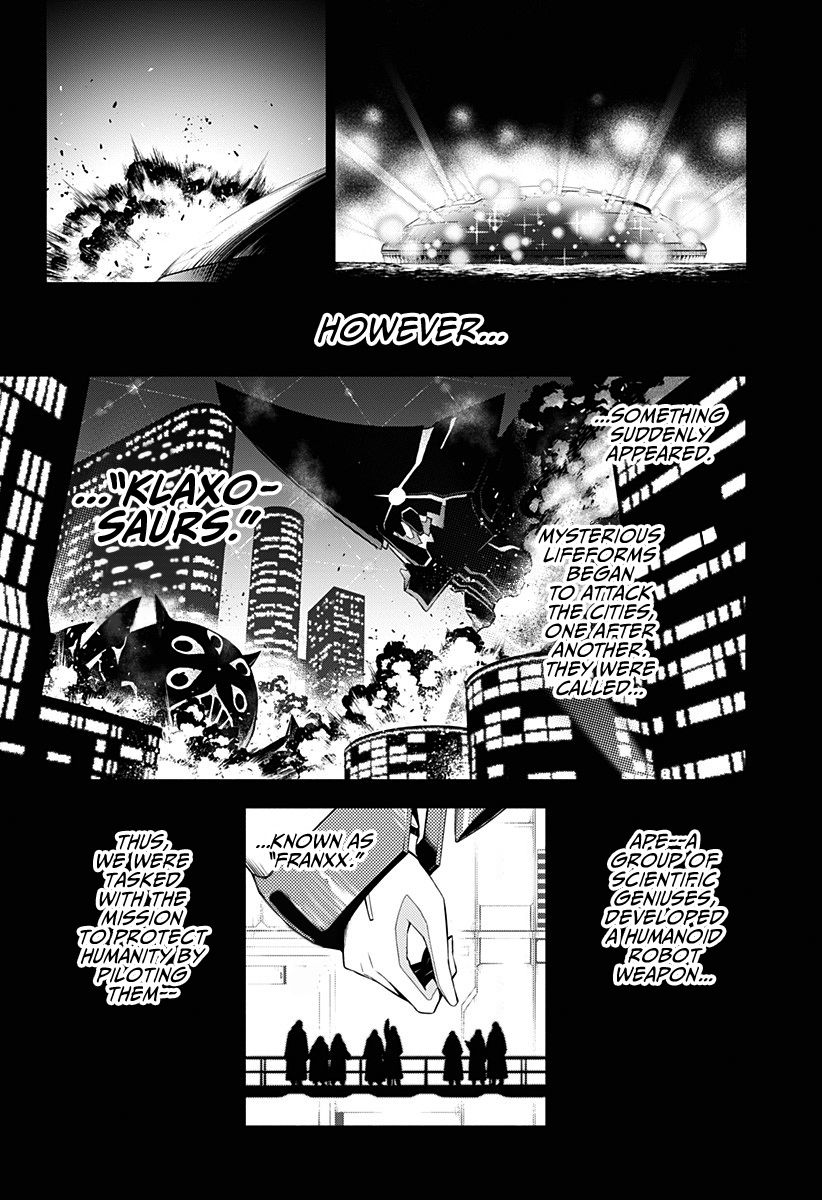 HOWEVER...
...SOMETHING
SUDDENLY
APPEARED.
MYSTERIOUS
LIFEFORMS
BEGAN
TO ATTACK
THE CITIES,
ONE AFTER
ANOTHER.
THEY WERE
CALLED...
..."KLAXO-
SAURS."
APE--A
GROUP OF
SCIENTIFIC
GENIUSES,
DEVELOPED
A HUMANOID
ROBOT
WEAPON...
...KNOWN AS
"FRANXX."
THUS,
WE WERE
TASKED
WITH THE
MISSION
TO PROTECT
HUMANITY BY
PILOTING
THEM--